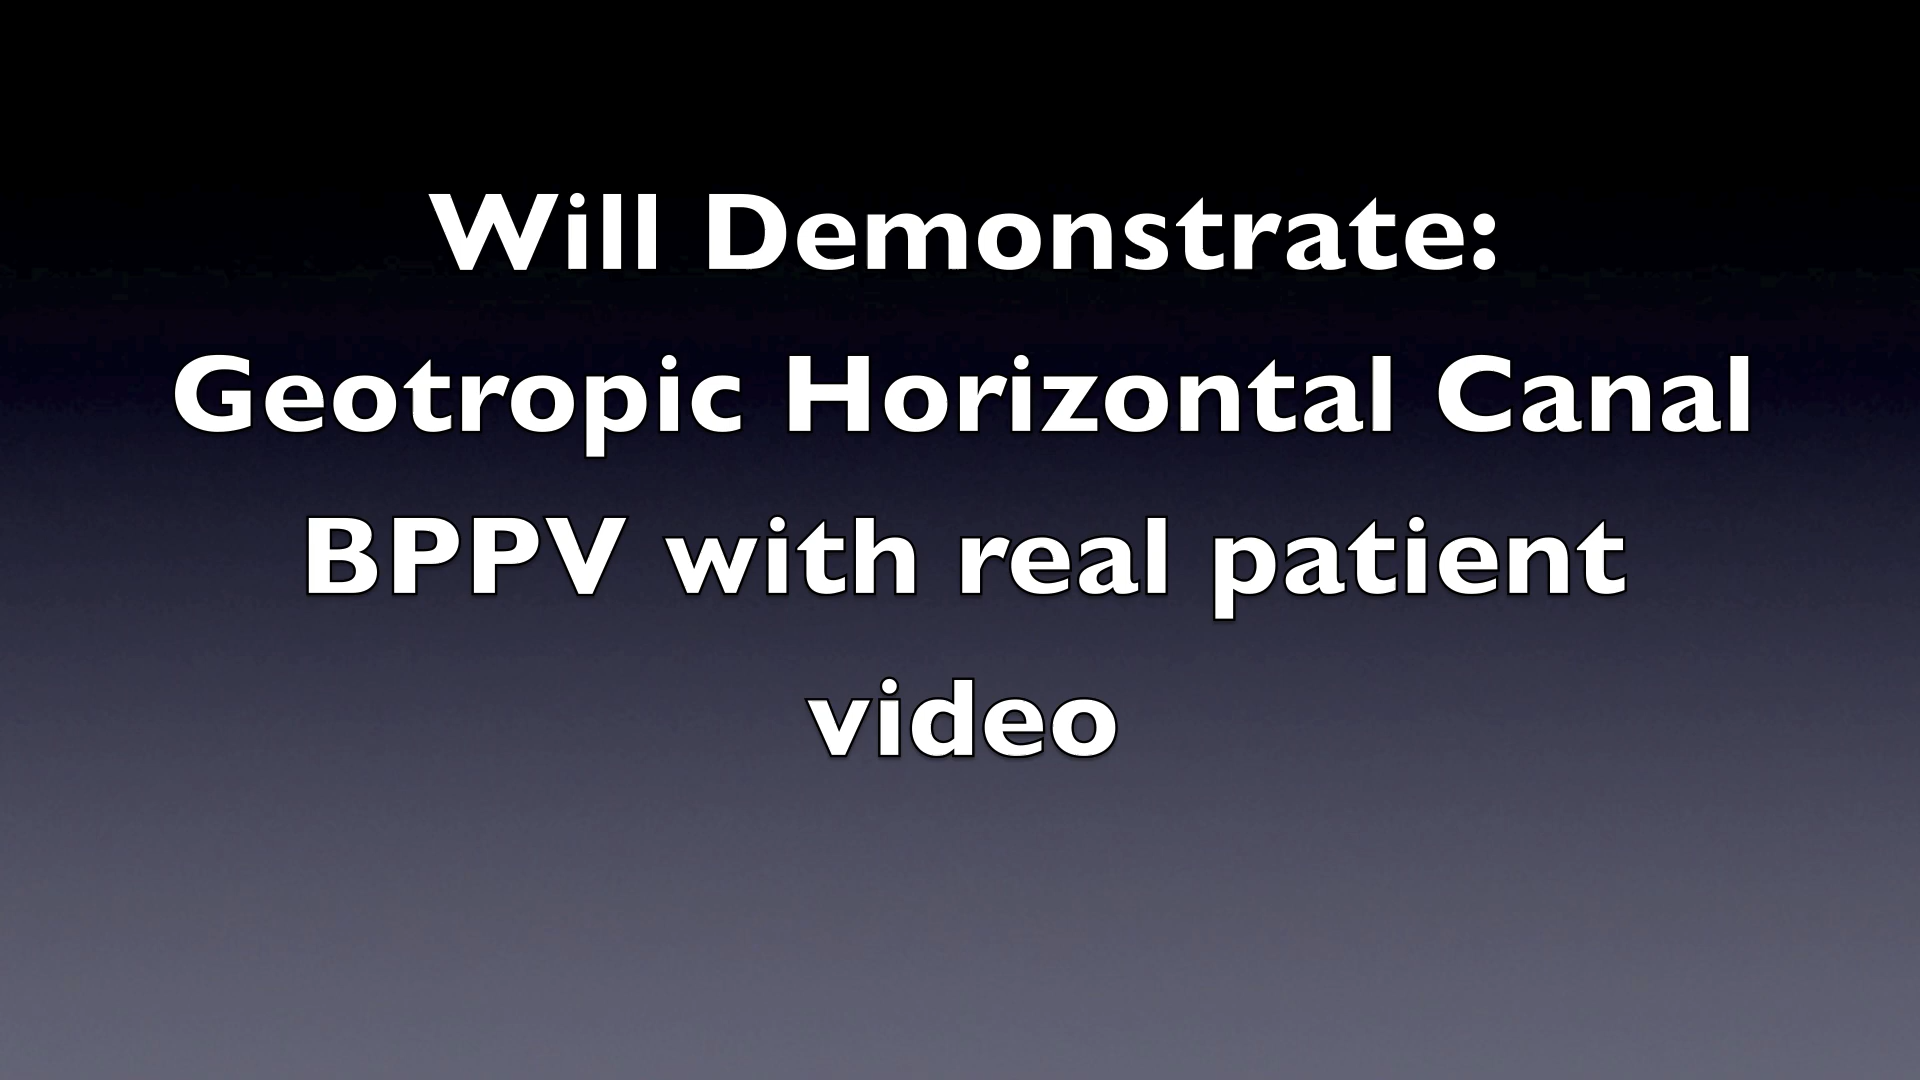 Will Demonstrate:
Geotropic Horizontal Canal
BPPV with real patient
video